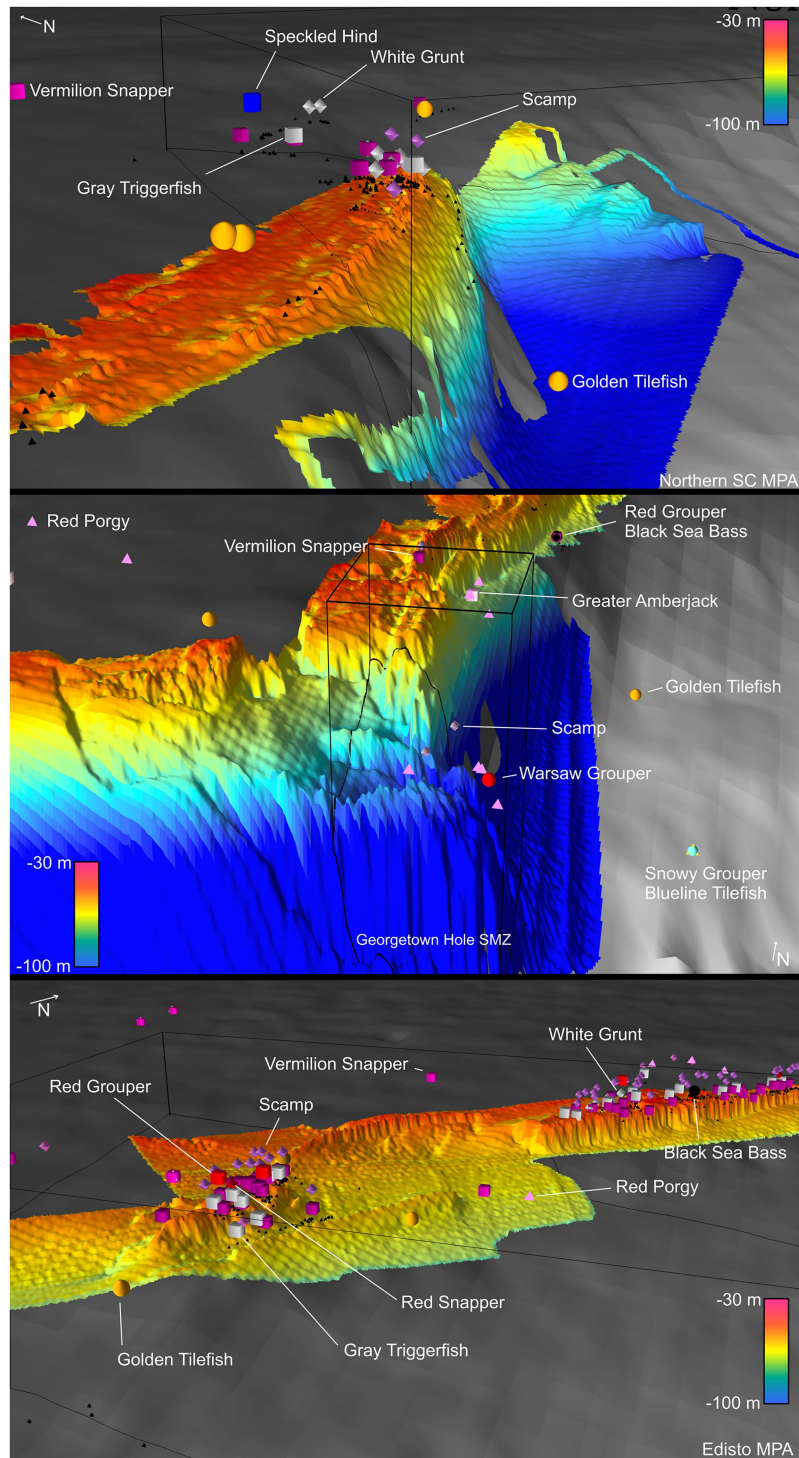 N
-30 m
Speckled Hind
White Grunt
Vermilion Snapper
Scamp
-100 m
Gray Triggerfish
Golden Tilefish
Northern SC MPA
Red Porgy
Red Grouper
Black Sea Bass
Vermilion Snapper
Greater Amberjack
Golden Tilefish
Scamp
Warsaw Grouper
-30 m
Snowy Grouper
Blueline Tilefish
Georgetown Hole SMZ
-100 m
N
N
White Grunt
Vermilion Snapper
Red Grouper
Scamp
Black Sea Bass
Red Porgy
Red Snapper
-30 m
Gray Triggerfish
Golden Tilefish
-100 m
Edisto MPA